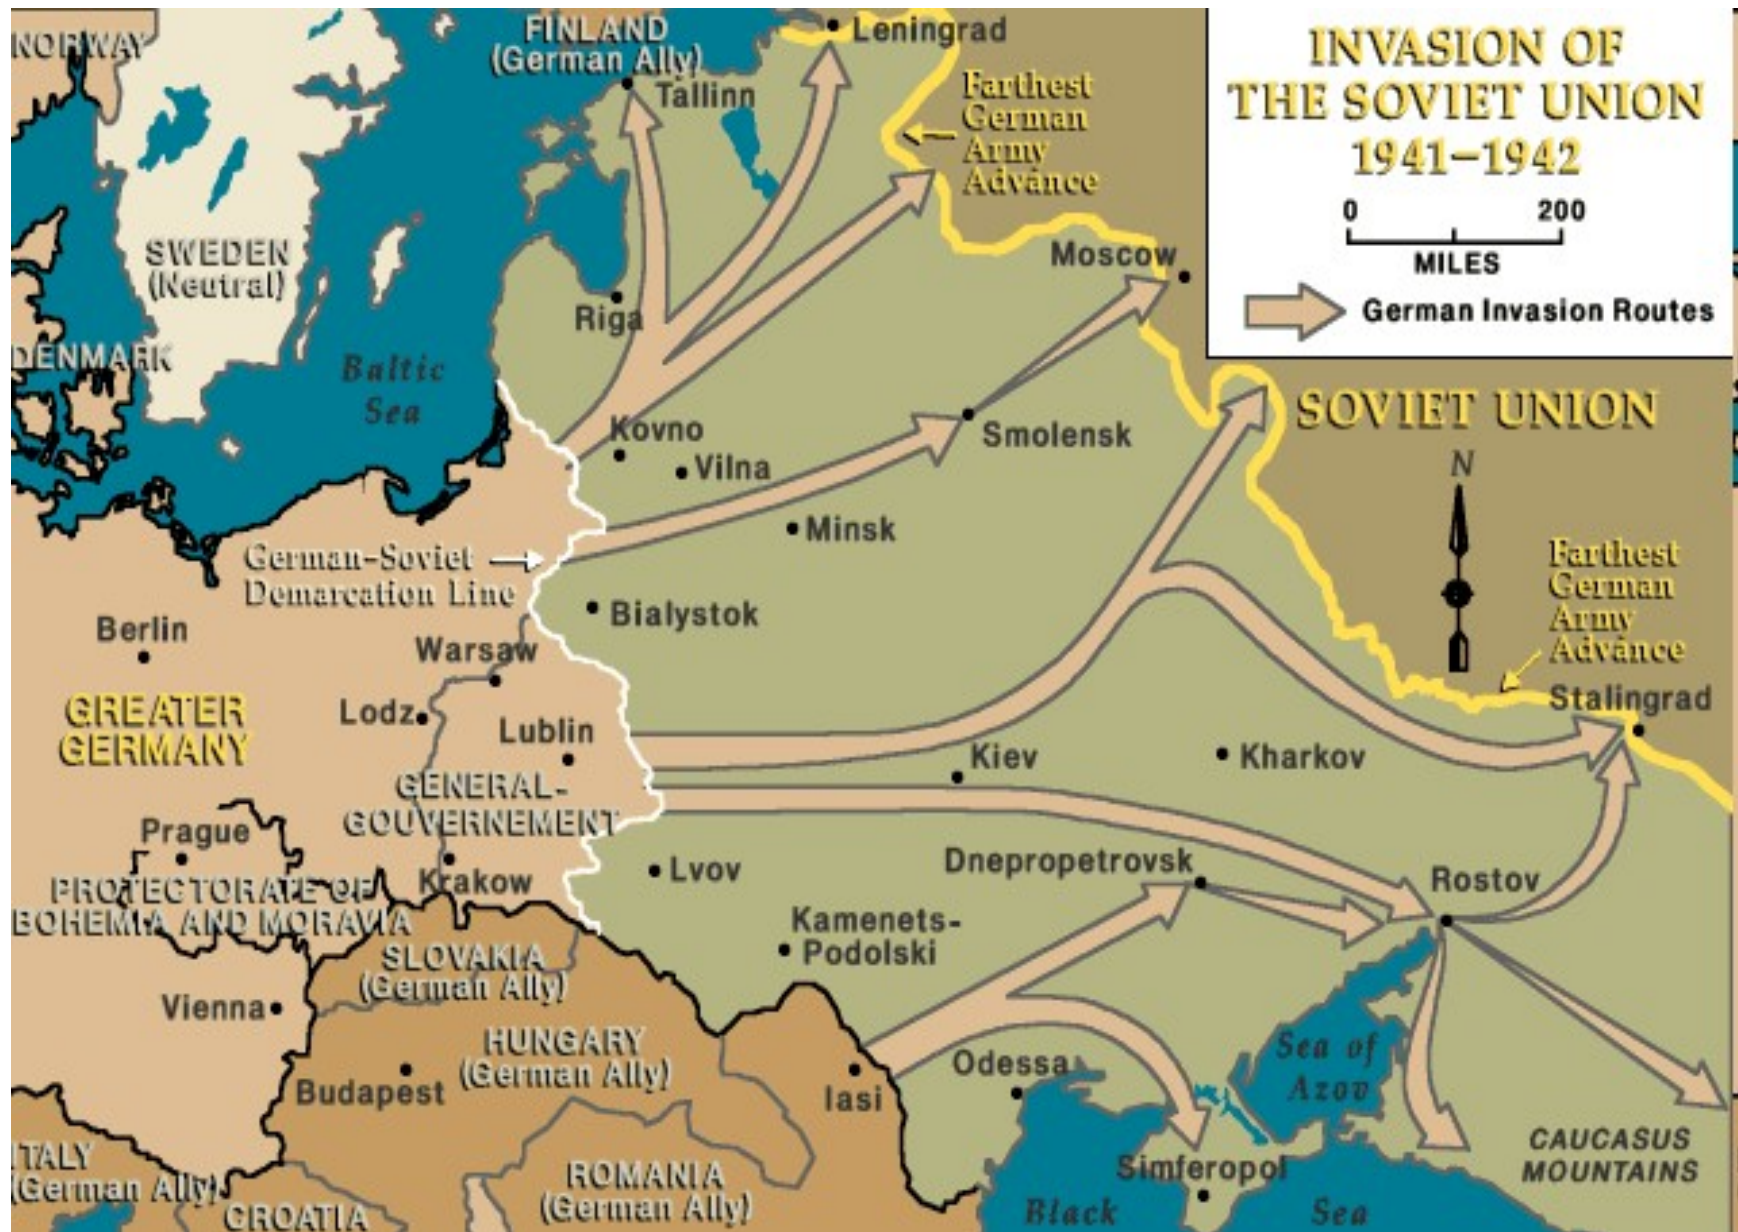 INVASION OF
THE SOVIET UNION
1941–1942
0 200
MILES
German Invasion Routes
NORWAY
FINLAND
(German Ally)
Leningrad
Tallinn
Farthest
German
Army
Advance
SWEDEN
(Neutral)
Moscow
Riga
DENMARK
Baltic
Sea
SOVIET UNION
Kovno
Vilna
Smolensk
N
Minsk
German–Soviet
Demarcation Line
Farthest
German
Army
Advance
Bialystok
Berlin
Warsaw
Stalingrad
GREATER
GERMANY
Lodz
Lublin
Kiev
Kharkov
GENERAL-
GOUVERNEMENT
Prague
Krakow
Lvov
Dnepropetrovsk
Rostov
PROTECTORATE OF
BOHEMIA AND MORAVIA
Kamenets-
Podolski
SLOVAKIA
(German Ally)
Vienna
HUNGARY
(German Ally)
Budapest
Iasi
Odessa
Sea of
Azov
ITALY
(German Ally)
CROATIA
ROMANIA
(German Ally)
Simferopol
CAUCASUS
MOUNTAINS
Black Sea